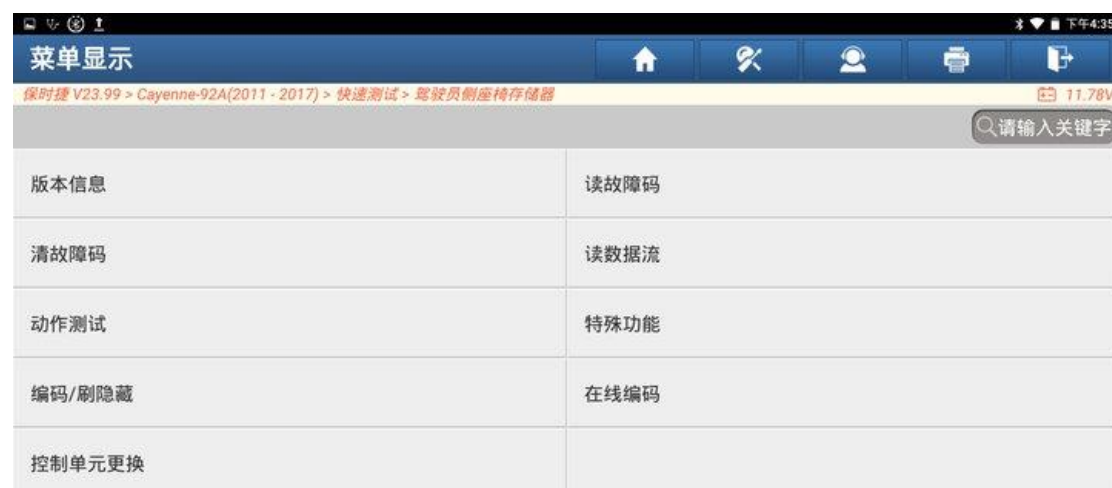 下午4:35
菜单显示
保时捷 V23.99 > Cayenne-92A(2011 - 2017) > 快速测试 > 驾驶员侧座椅存储器
11.78V
请输入关键字
版本信息
读故障码
清故障码
读数据流
动作测试
特殊功能
编码/刷隐藏
在线编码
控制单元更换